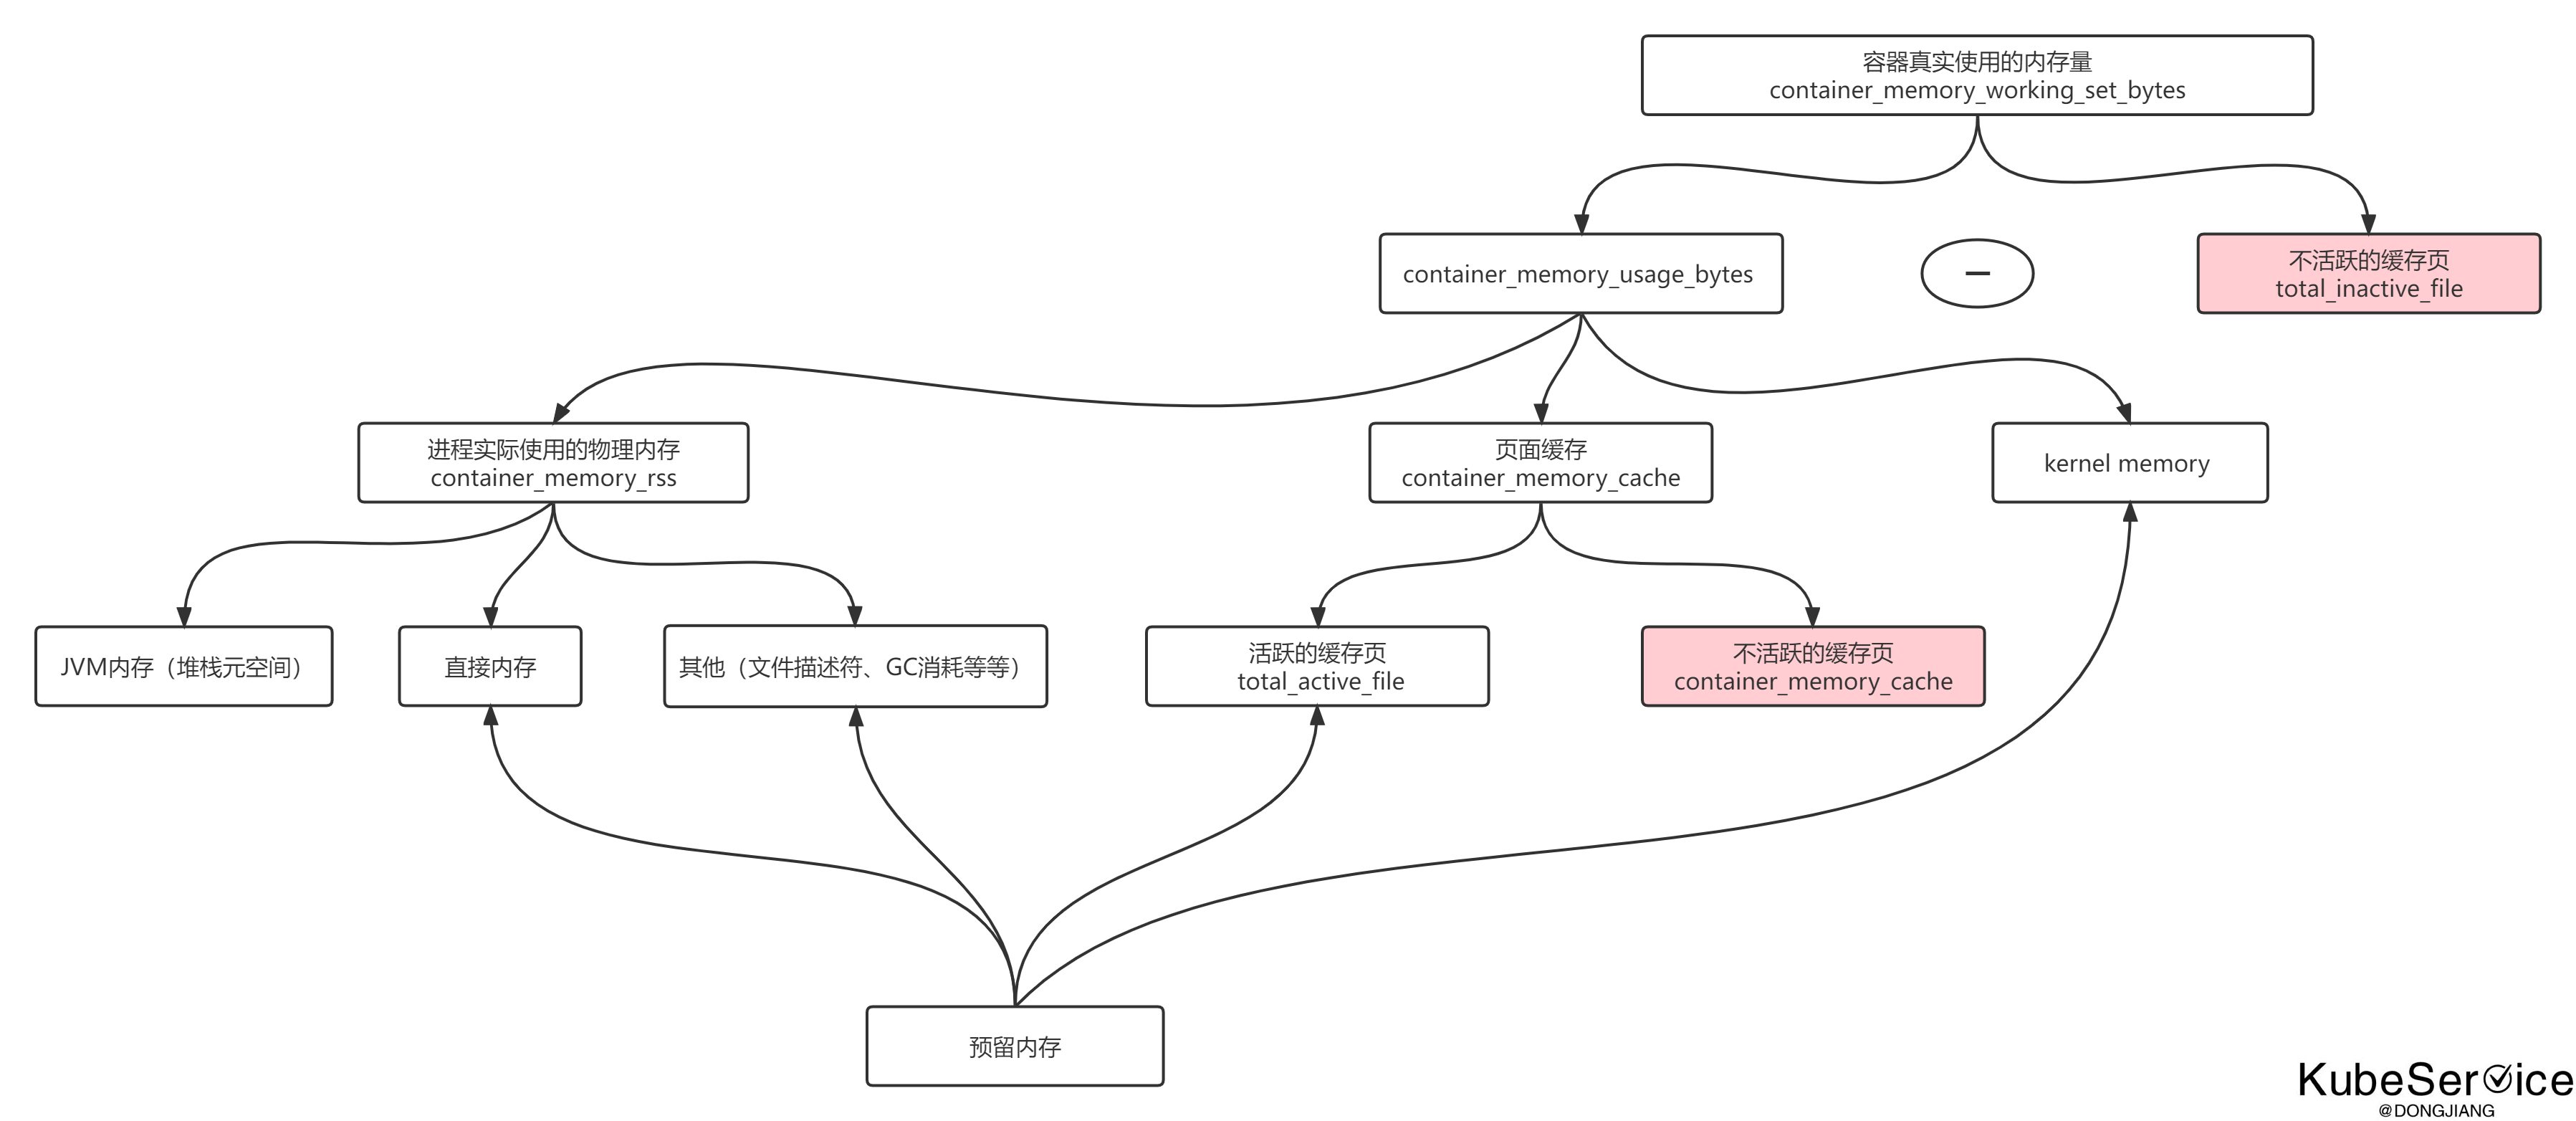 容器真实使用的内存量
container_memory_working_set_bytes
container_memory_usage_bytes
−
不活跃的缓存页
total_inactive_file
进程实际使用的物理内存
container_memory_rss
页面缓存
container_memory_cache
kernel memory
JVM内存（堆栈元空间）
直接内存
其他（文件描述符、GC消耗等等）
活跃的缓存页
total_active_file
不活跃的缓存页
container_memory_cache
预留内存
KubeService
@DONGJIANG